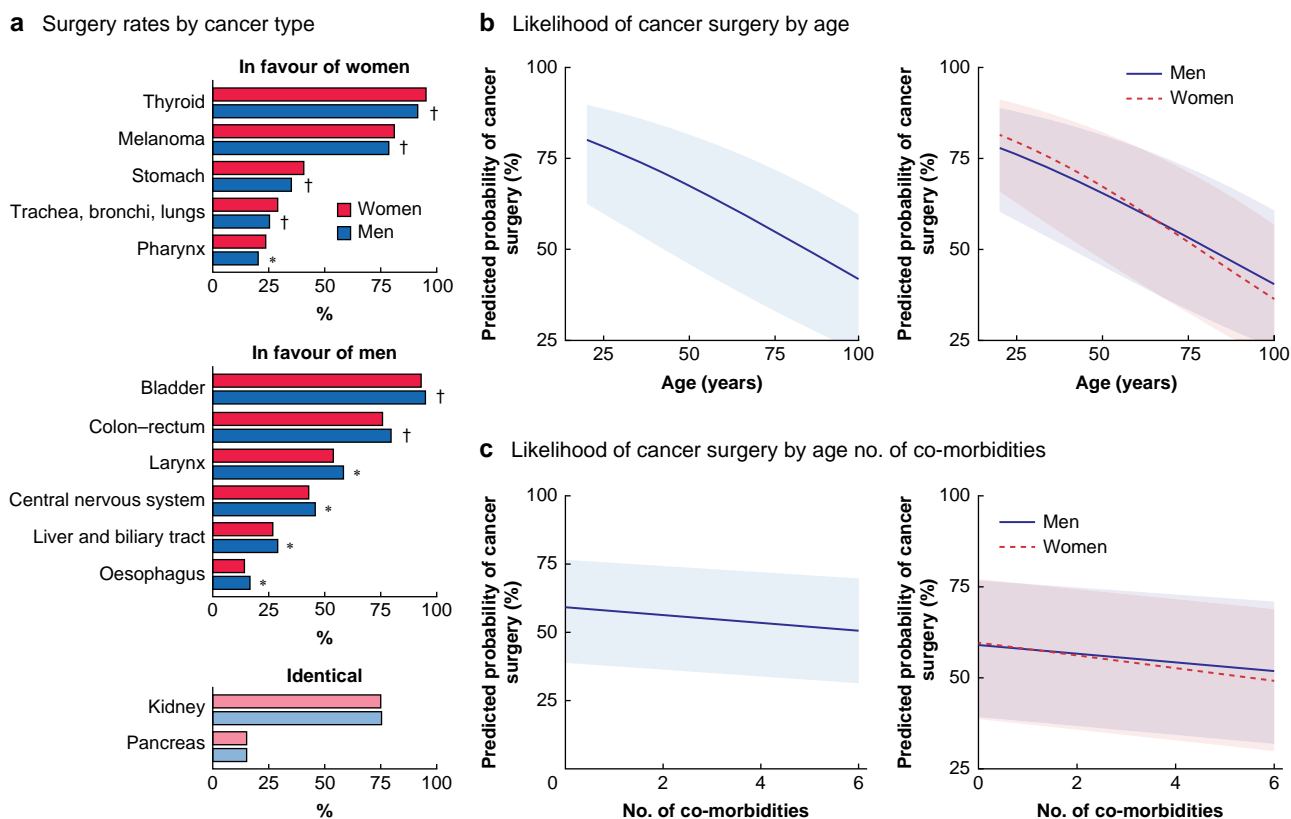 a Surgery rates by cancer type
In favour of women
Thyroid
†
Melanoma
†
Stomach
†
Trachea, bronchi, lungs
†
Pharynx
*
Women
Men
0 25 50 75 100
%
In favour of men
Bladder
†
Colon–rectum
†
Larynx
*
Central nervous system
*
Liver and biliary tract
*
Oesophagus
*
0 25 50 75 100
%
Identical
Kidney
Pancreas
0 25 50 75 100
%
b Likelihood of cancer surgery by age
Predicted probability of cancer
surgery (%)
100
75
50
25
25 50 75 100
Age (years)
Predicted probability of cancer
surgery (%)
100
75
50
25
Men
Women
25 50 75 100
Age (years)
c Likelihood of cancer surgery by age no. of co-morbidities
Predicted probability of cancer
surgery (%)
100
75
50
25
0 2 4 6
No. of co-morbidities
Predicted probability of cancer
surgery (%)
100
75
50
25
Men
Women
0 2 4 6
No. of co-morbidities